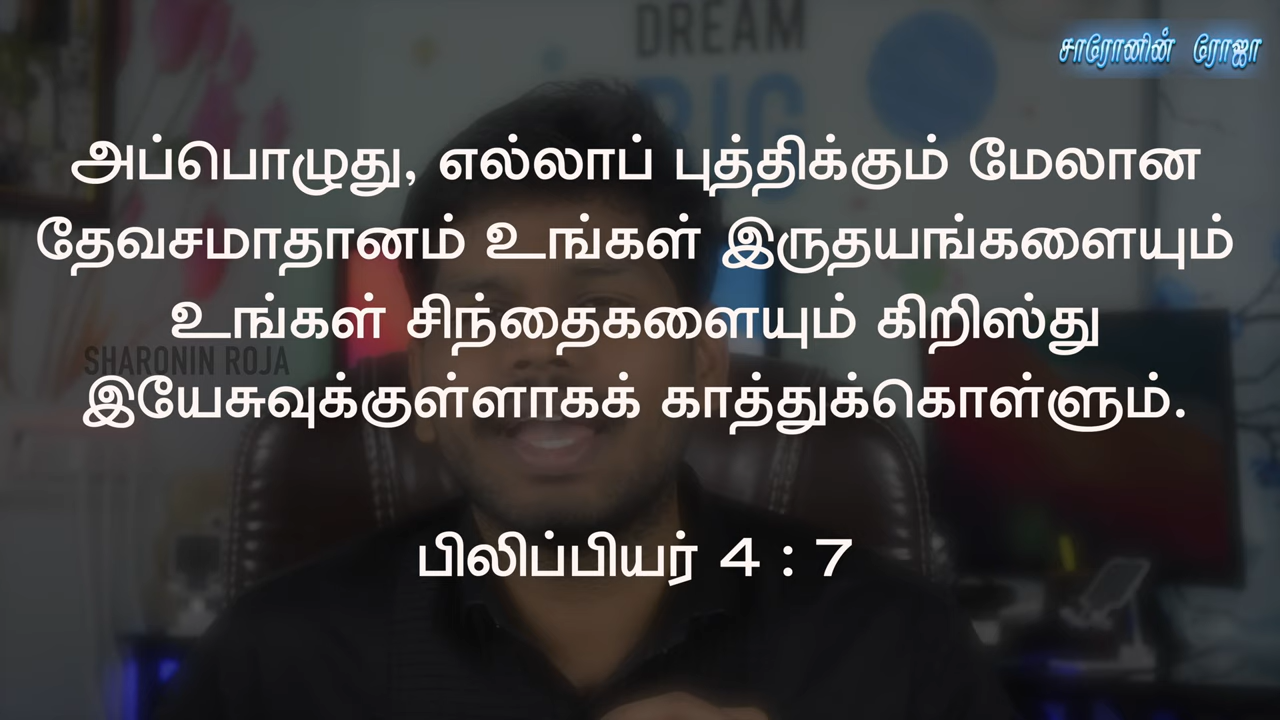 DREAM
BIG
சாரோனின் ரோஜா
அப்பொழுது, எல்லாப் புத்திக்கும் மேலான
தேவசமாதானம் உங்கள் இருதயங்களையும்
உங்கள் சிந்தைகளையும் கிறிஸ்து
SHARONIN ROJA
இயேசுவுக்குள்ளாகக் காத்துக்கொள்ளும்.
பிலிப்பியர் 4 : 7